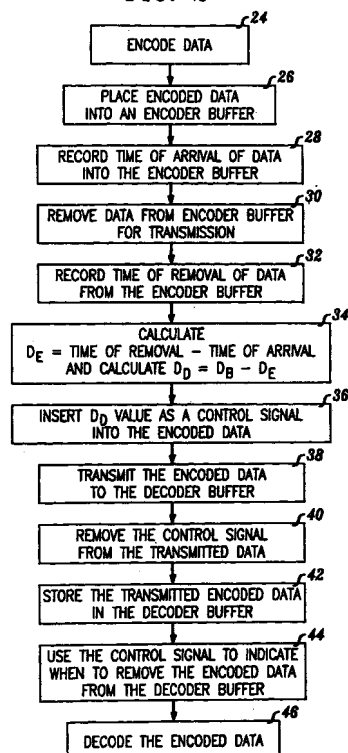 24
ENCODE DATA
26
PLACE ENCODED DATA
INTO AN ENCODER BUFFER
28
RECORD TIME OF ARRIVAL OF DATA
INTO THE ENCODER BUFFER
30
REMOVE DATA FROM ENCODER BUFFER
FOR TRANSMISSION
32
RECORD TIME OF REMOVAL OF DATA
FROM THE ENCODER BUFFER
34
CALCULATE
D_E = TIME OF REMOVAL - TIME OF ARRIVAL
AND CALCULATE D_D = D_B - D_E
36
INSERT D_D VALUE AS A CONTROL SIGNAL
INTO THE ENCODED DATA
38
TRANSMIT THE ENCODED DATA
TO THE DECODER BUFFER
40
REMOVE THE CONTROL SIGNAL
FROM THE TRANSMITTED DATA
42
STORE THE TRANSMITTED ENCODED DATA
IN THE DECODER BUFFER
44
USE THE CONTROL SIGNAL TO INDICATE
WHEN TO REMOVE THE ENCODED DATA
FROM THE DECODER BUFFER
46
DECODE THE ENCODED DATA